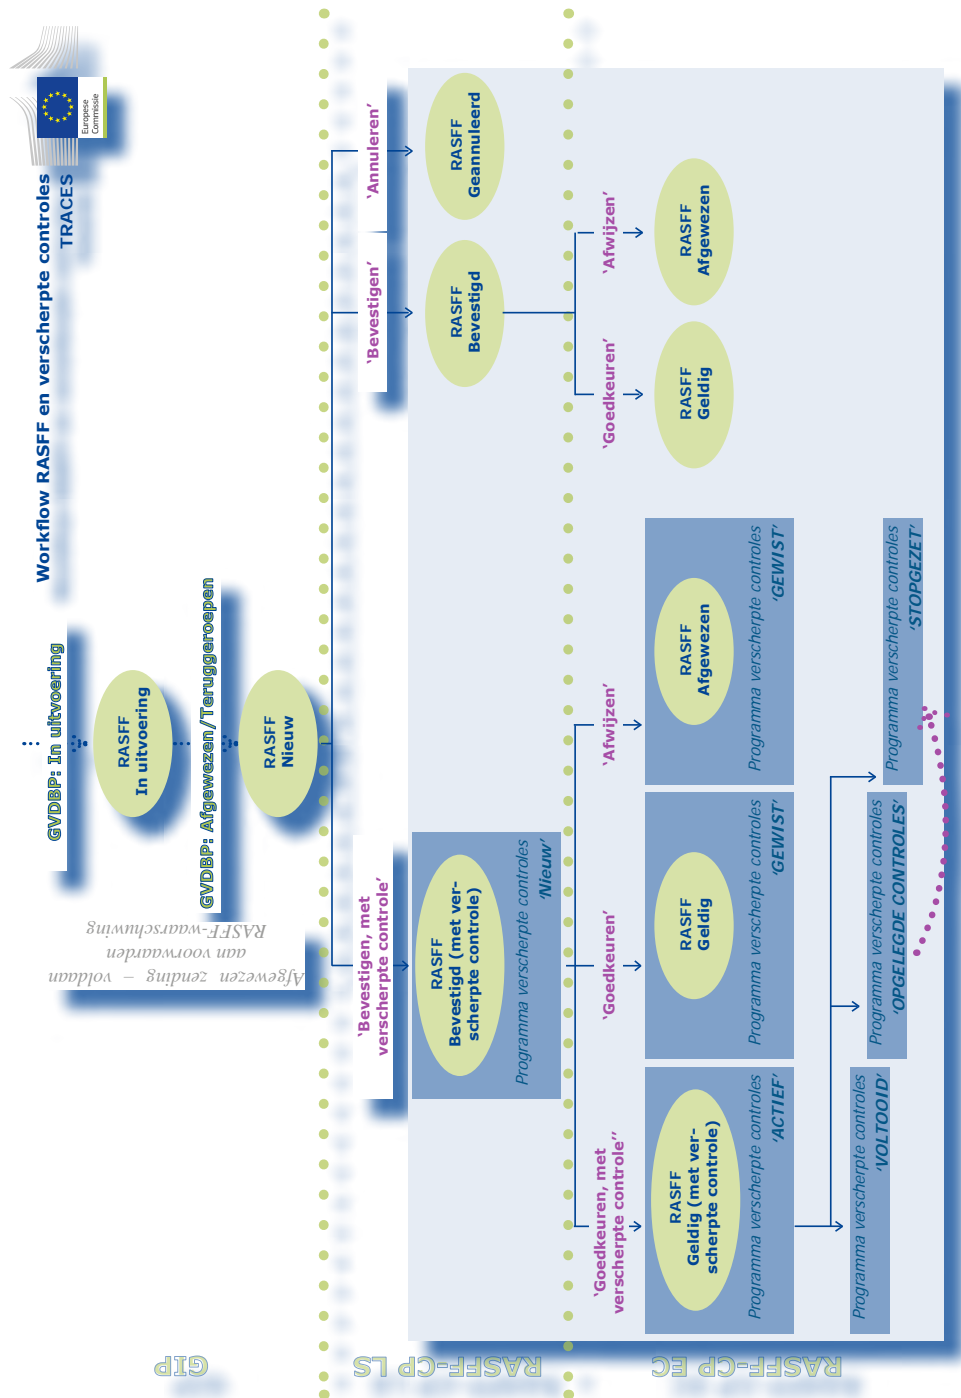 Workflow RASFF en verscherpte controles
TRACES
Europese
Commissie
GVDBP: In uitvoering
RASFF
In uitvoering
GVDBP: Afgewezen/Teruggeroepen
RASFF
Nieuw
Afgewezen zending – voldaan
aan voorwaarden
RASFF-waarschuwing
GIP
‘Bevestigen, met
verscherpte controle’
‘Bevestigen’
‘Annuleren’
RASFF
Bevestigd (met ver-
scherpte controle)
Programma verscherpte controles
‘Nieuw’
RASFF
Bevestigd
RASFF
Geannuleerd
RASFF-CP LS
‘Goedkeuren, met
verscherpte controle’’
‘Goedkeuren’
‘Afwijzen’
‘Goedkeuren’
‘Afwijzen’
RASFF
Geldig (met ver-
scherpte controle)
Programma verscherpte controles
‘ACTIEF’
RASFF
Geldig
Programma verscherpte controles
‘GEWIST’
RASFF
Afgewezen
Programma verscherpte controles
‘GEWIST’
RASFF
Geldig
RASFF
Afgewezen
RASFF-CP EC
Programma verscherpte controles
‘VOLTOOID’
Programma verscherpte controles
‘OPGELEGDE CONTROLES’
Programma verscherpte controles
‘STOPGEZET’